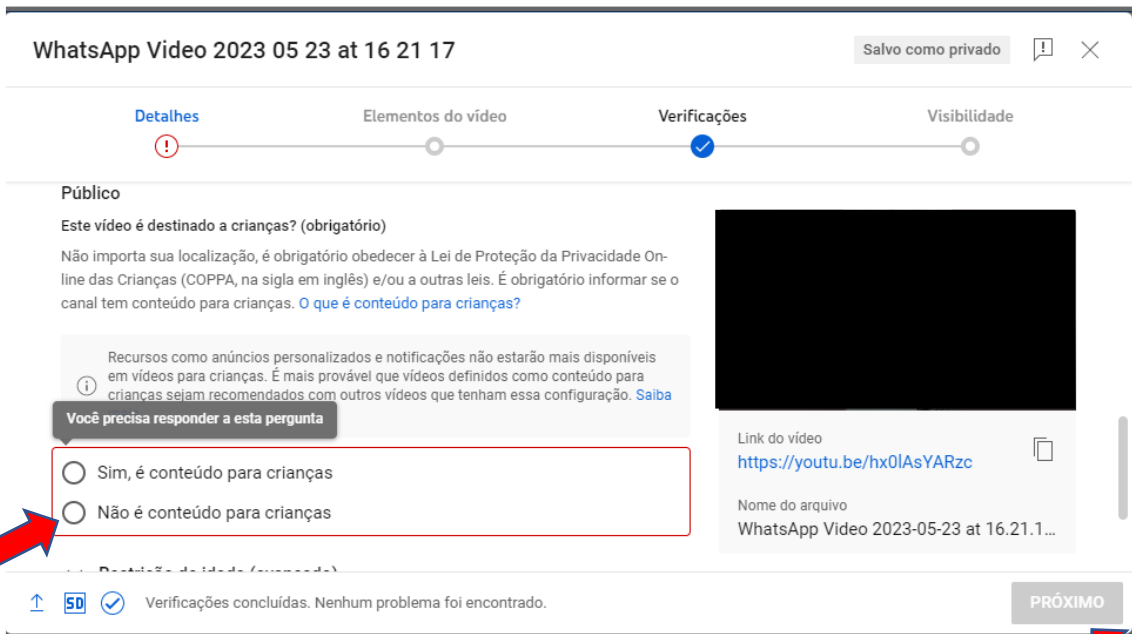 WhatsApp Video 2023 05 23 at 16 21 17
Salvo como privado
Detalhes
Elementos do vídeo
Verificações
Visibilidade
Público
Este vídeo é destinado a crianças? (obrigatório)
Não importa sua localização, é obrigatório obedecer à Lei de Proteção da Privacidade On-
line das Crianças (COPPA, na sigla em inglês) e/ou a outras leis. É obrigatório informar se o
canal tem conteúdo para crianças. O que é conteúdo para crianças?
Recursos como anúncios personalizados e notificações não estarão mais disponíveis
em vídeos para crianças. É mais provável que vídeos definidos como conteúdo para
crianças sejam recomendados com outros vídeos que tenham essa configuração. Saiba
Você precisa responder a esta pergunta
Sim, é conteúdo para crianças
Não é conteúdo para crianças
Link do vídeo
https://youtu.be/hx0lAsYARzc
Nome do arquivo
WhatsApp Video 2023-05-23 at 16.21.1...
Restrição de idade (avançado)
SD
Verificações concluídas. Nenhum problema foi encontrado.
PRÓXIMO